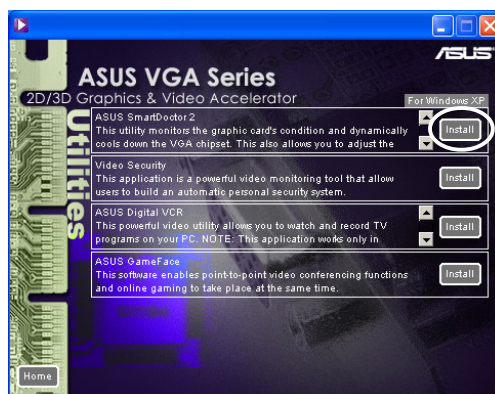 /ISUS
ASUS VGA Series
2D/3D Graphics & Video Accelerator
For Windows XP
Utilities
ASUS SmartDoctor 2
This utility monitors the graphic card's condition and dynamically
cools down the VGA chipset. This also allows you to adjust the
Install
Video Security
This application is a powerful video monitoring tool that allow
users to build an automatic personal security system.
Install
ASUS Digital VCR
This powerful video utility allows you to watch and record TV
programs on your PC. NOTE: This application works only in
Install
ASUS GameFace
This software enables point-to-point video conferencing functions
and online gaming to take place at the same time.
Install
Home